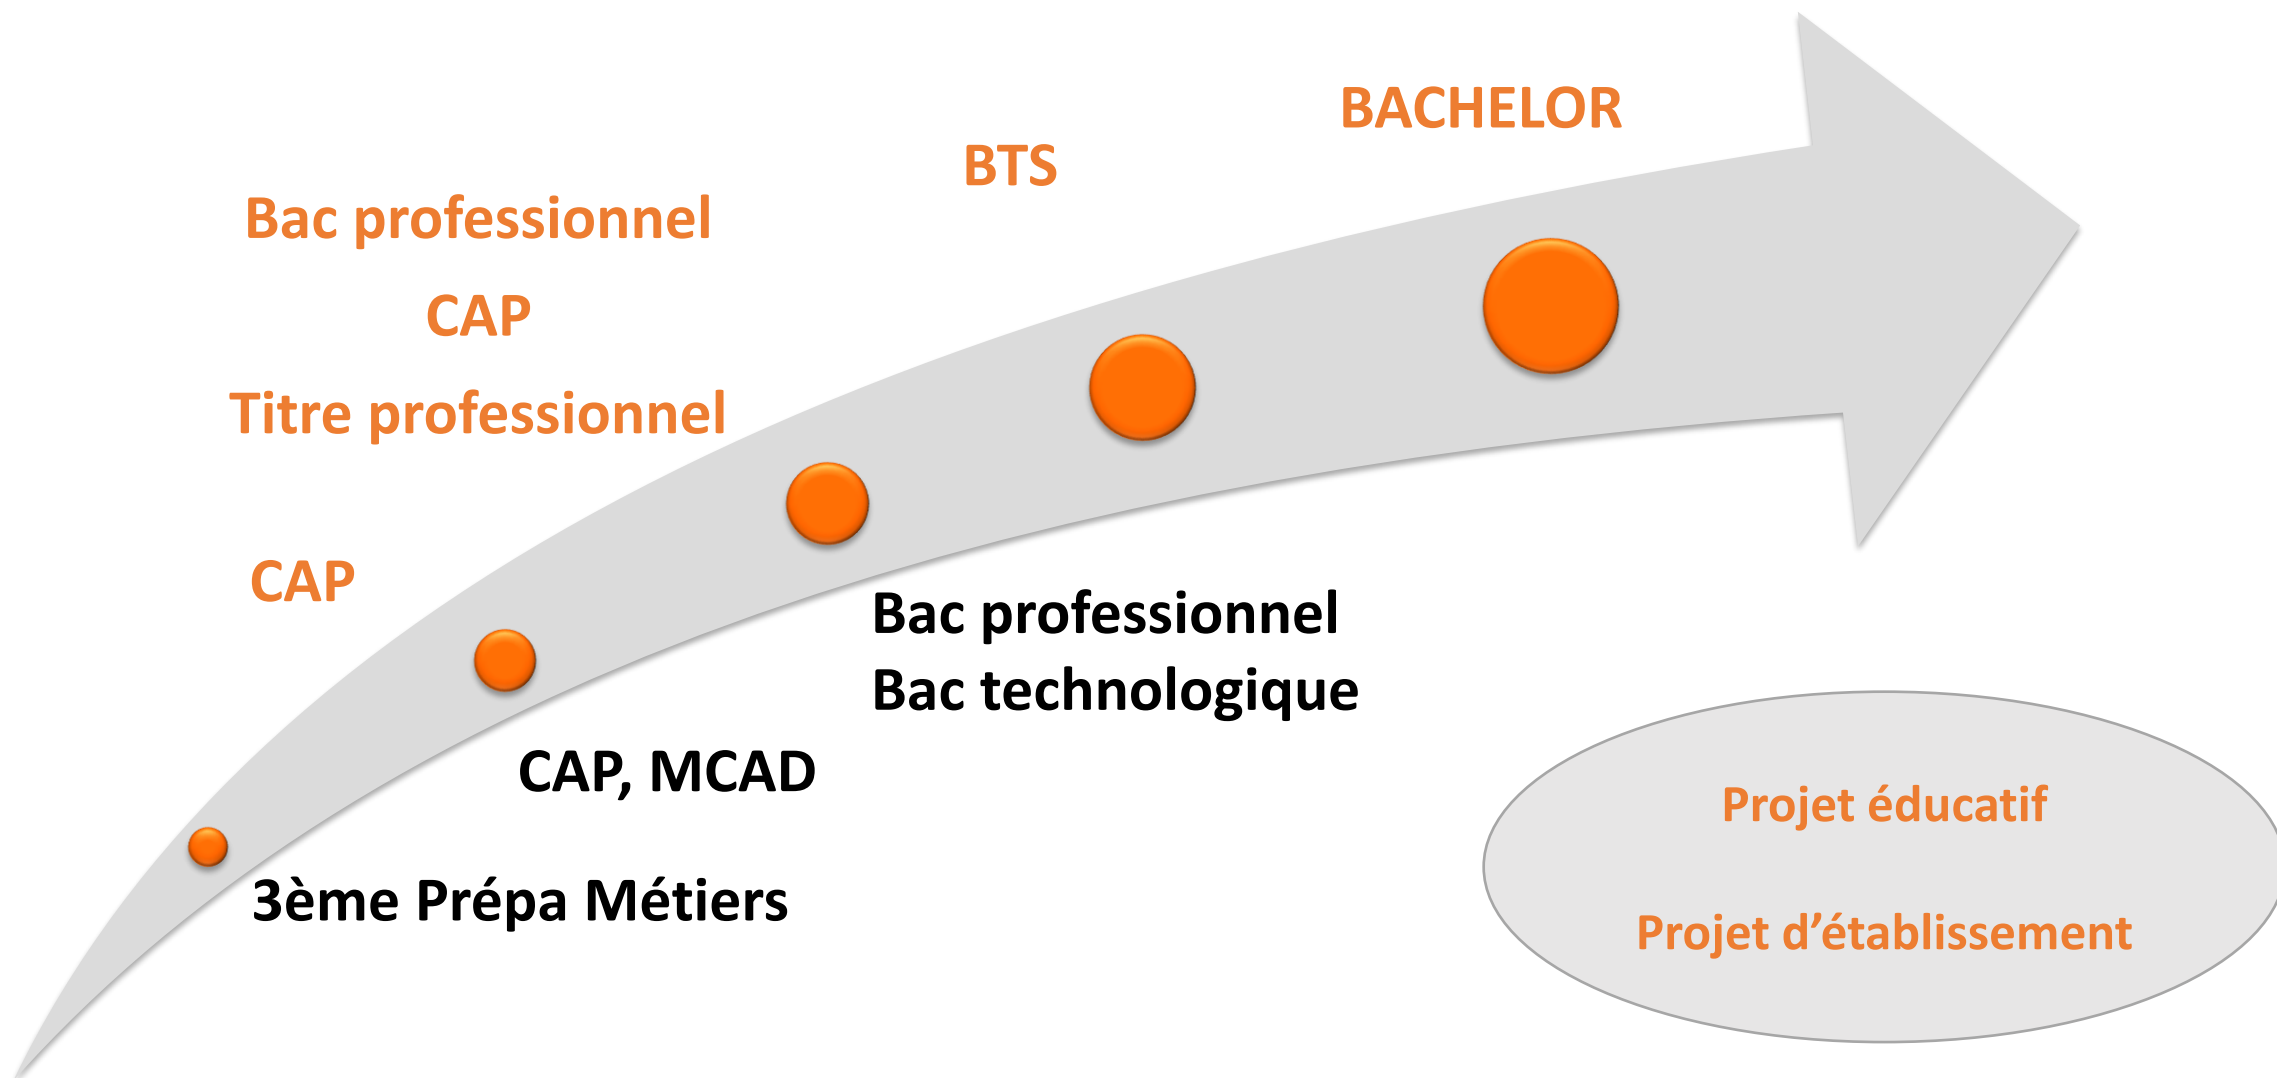 BACHELOR
BTS
Bac professionnel
CAP
Titre professionnel
CAP
Bac professionnel
Bac technologique
CAP, MCAD
3ème Prépa Métiers
Projet éducatif
Projet d’établissement